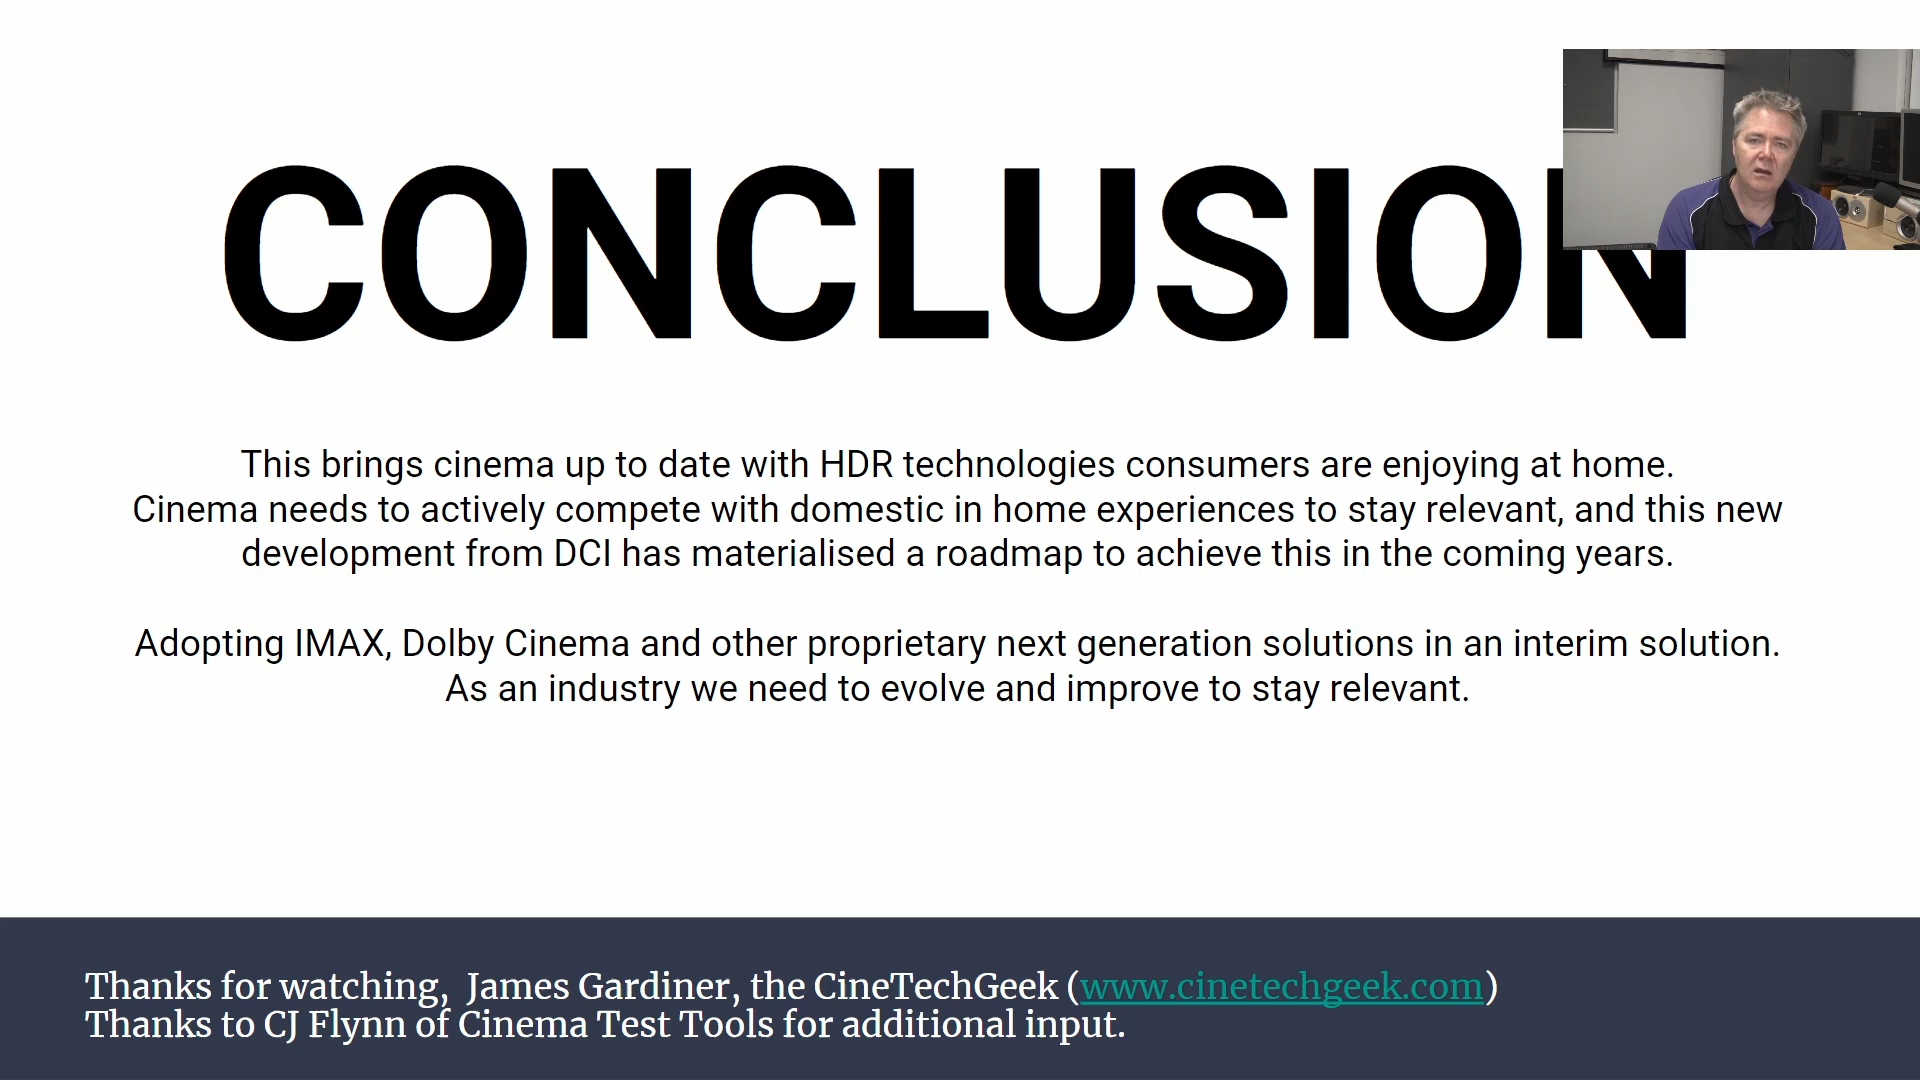 CONCLUSION
This brings cinema up to date with HDR technologies consumers are enjoying at home.
Cinema needs to actively compete with domestic in home experiences to stay relevant, and this new
development from DCI has materialised a roadmap to achieve this in the coming years.
Adopting IMAX, Dolby Cinema and other proprietary next generation solutions in an interim solution.
As an industry we need to evolve and improve to stay relevant.
Thanks for watching,  James Gardiner, the CineTechGeek (www.cinetechgeek.com)
Thanks to CJ Flynn of Cinema Test Tools for additional input.